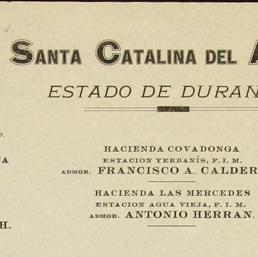 SANTA CATALINA DEL A
ESTADO DE DURAN
HACIENDA COVADONGA
ESTACION YERBANÍS, F. I. M.
ADMOR. FRANCISCO A. CALDER
HACIENDA LAS MERCEDES
ESTACION AGUA VIEJA, F. I. M.
ADMOR. ANTONIO HERRAN.
H.